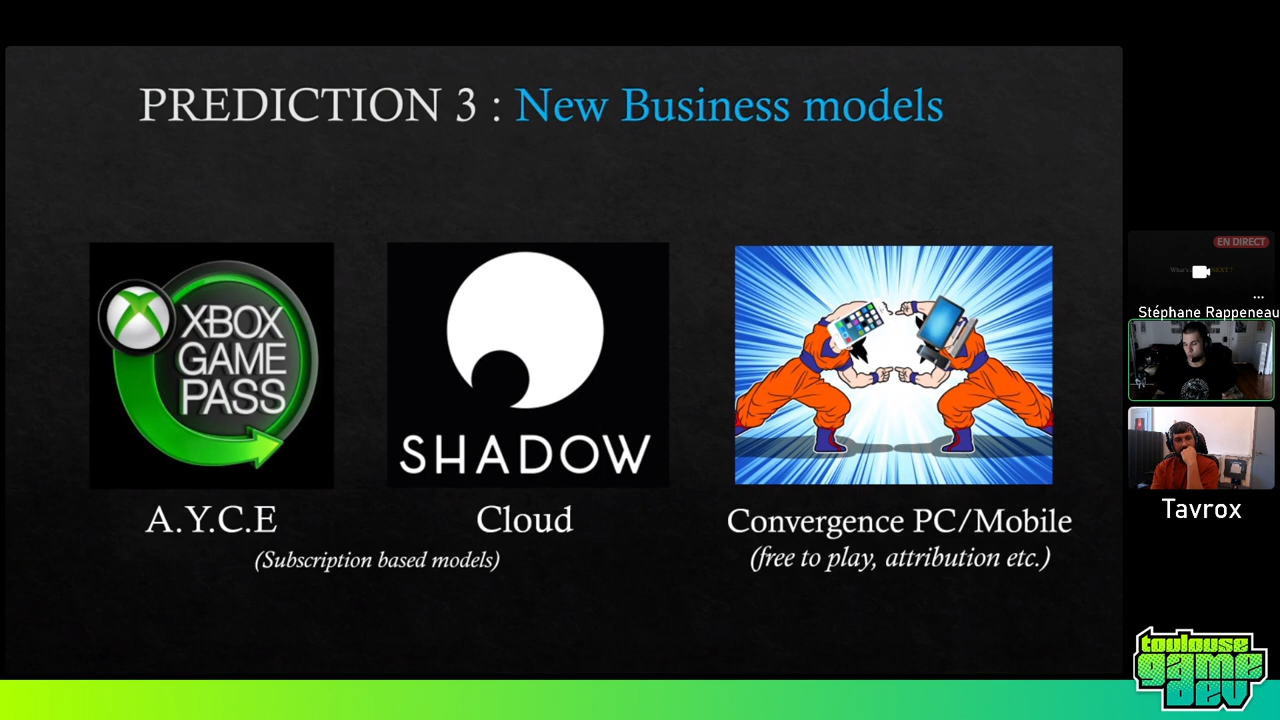 PREDICTION 3 : New Business models
XBOX
GAME
PASS
SHADOW
A.Y.C.E
Cloud
Convergence PC/Mobile
(Subscription based models)
(free to play, attribution etc.)
EN DIRECT
Stéphane Rappeneau
Tavrox
toulouse
game
dev